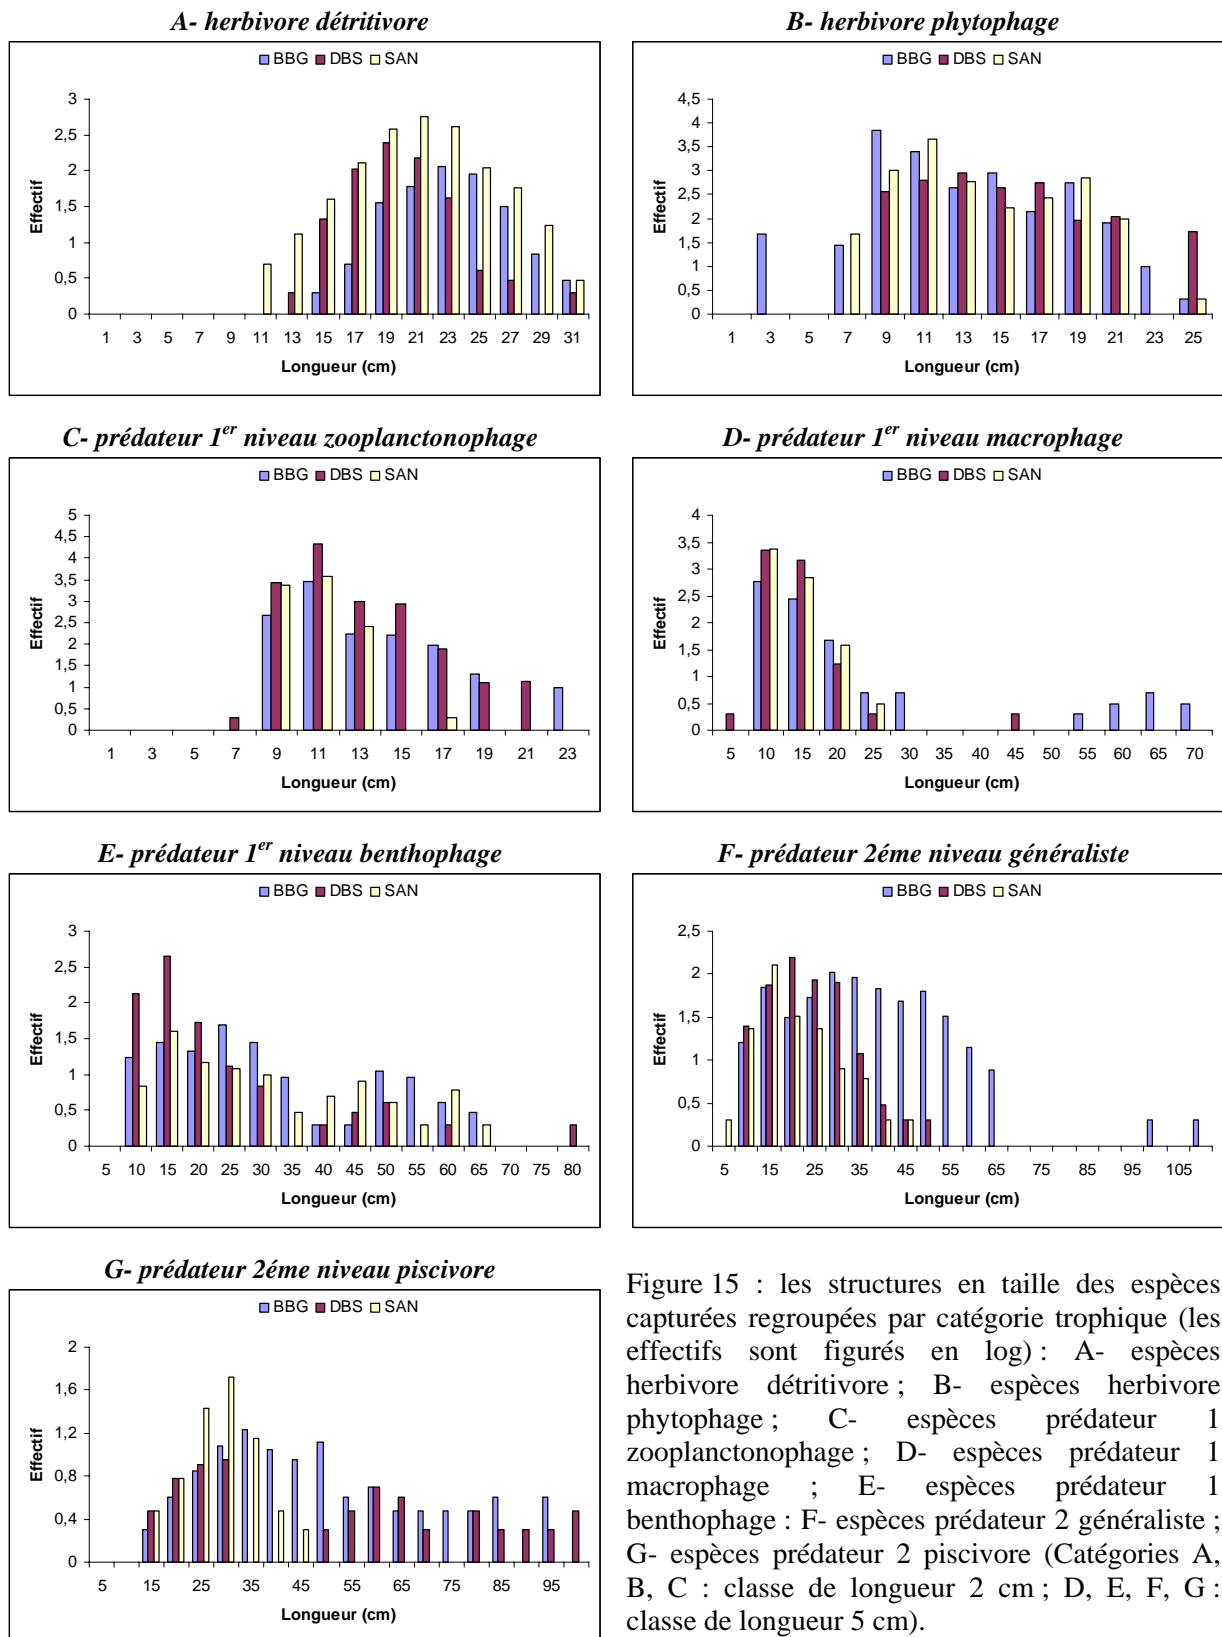 A- herbivore détritivore
BBG DBS SAN
Effectif
3
2,5
2
1,5
1
0,5
0
1 3 5 7 9 11 13 15 17 19 21 23 25 27 29 31
Longueur (cm)
B- herbivore phytophage
BBG DBS SAN
Effectif
4,5
4
3,5
3
2,5
2
1,5
1
0,5
0
1 3 5 7 9 11 13 15 17 19 21 23 25
Longueur (cm)
C- prédateur 1er niveau zooplanctonophage
BBG DBS SAN
Effectif
5
4,5
4
3,5
3
2,5
2
1,5
1
0,5
0
1 3 5 7 9 11 13 15 17 19 21 23
Longueur (cm)
D- prédateur 1er niveau macrophage
BBG DBS SAN
Effectif
4
3,5
3
2,5
2
1,5
1
0,5
0
5 10 15 20 25 30 35 40 45 55 60 65 70
Longueur (cm)
E- prédateur 1er niveau benthophage
BBG DBS SAN
Effectif
3
2,5
2
1,5
1
0,5
0
5 10 15 20 25 30 35 40 45 50 55 60 65 70 75 80
Longueur (cm)
F- prédateur 2éme niveau généraliste
BBG DBS SAN
Effectif
2,5
2
1,5
1
0,5
0
5 15 25 35 45 55 65 75 85 95 105
Longueur (cm)
G- prédateur 2éme niveau piscivore
BBG DBS SAN
Effectif
2
1,6
1,2
0,8
0,4
0
5 15 25 35 45 55 65 75 85 95
Longueur (cm)
Figure 15 : les structures en taille des espèces
capturées regroupées par catégorie trophique (les
effectifs sont figurés en log) : A- espèces
herbivore détritivore ; B- espèces herbivore
phytophage ; C- espèces prédateur 1
zooplanctonophage ; D- espèces prédateur 1
macrophage ; E- espèces prédateur 1
benthophage : F- espèces prédateur 2 généraliste ;
G- espèces prédateur 2 piscivore (Catégories A,
B, C : classe de longueur 2 cm ; D, E, F, G :
classe de longueur 5 cm).